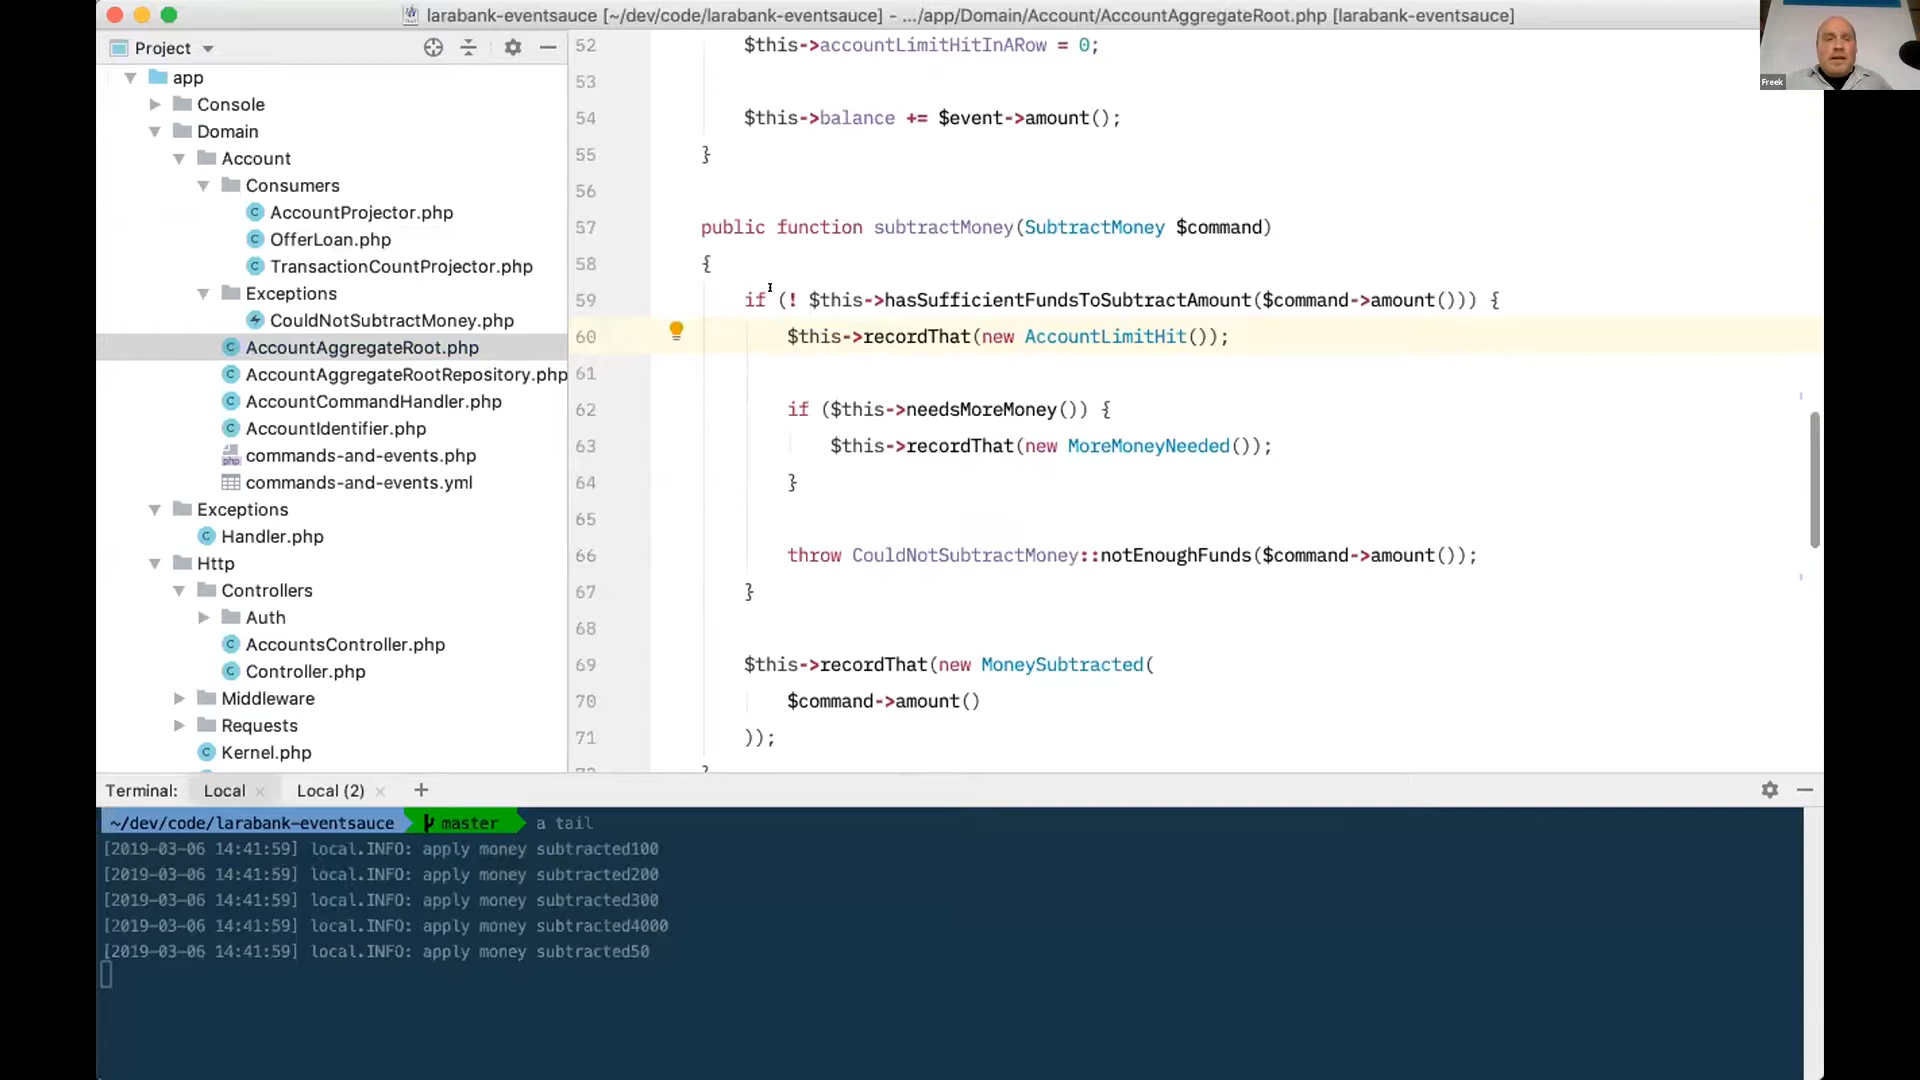 larabank-eventsauce [~/dev/code/larabank-eventsauce] - .../app/Domain/Account/AccountAggregateRoot.php [larabank-eventsauce]
Freek
Project
app
Console
Domain
Account
Consumers
AccountProjector.php
OfferLoan.php
TransactionCountProjector.php
Exceptions
CouldNotSubtractMoney.php
AccountAggregateRoot.php
AccountAggregateRootRepository.php
AccountCommandHandler.php
AccountIdentifier.php
commands-and-events.php
commands-and-events.yml
Exceptions
Handler.php
Http
Controllers
Auth
AccountsController.php
Controller.php
Middleware
Requests
Kernel.php
52 $this->accountLimitHitInARow = 0;
53
54 $this->balance += $event->amount();
55 }
56
57 public function subtractMoney(SubtractMoney $command)
58 {
59 if (! $this->hasSufficientFundsToSubtractAmount($command->amount())) {
60 $this->recordThat(new AccountLimitHit());
61
62 if ($this->needsMoreMoney()) {
63 $this->recordThat(new MoreMoneyNeeded());
64 }
65
66 throw CouldNotSubtractMoney::notEnoughFunds($command->amount());
67 }
68
69 $this->recordThat(new MoneySubtracted(
70 $command->amount()
71 ));
Terminal: Local × Local (2) × +
~/dev/code/larabank-eventsauce master a tail
[2019-03-06 14:41:59] local.INFO: apply money subtracted100
[2019-03-06 14:41:59] local.INFO: apply money subtracted200
[2019-03-06 14:41:59] local.INFO: apply money subtracted300
[2019-03-06 14:41:59] local.INFO: apply money subtracted4000
[2019-03-06 14:41:59] local.INFO: apply money subtracted50